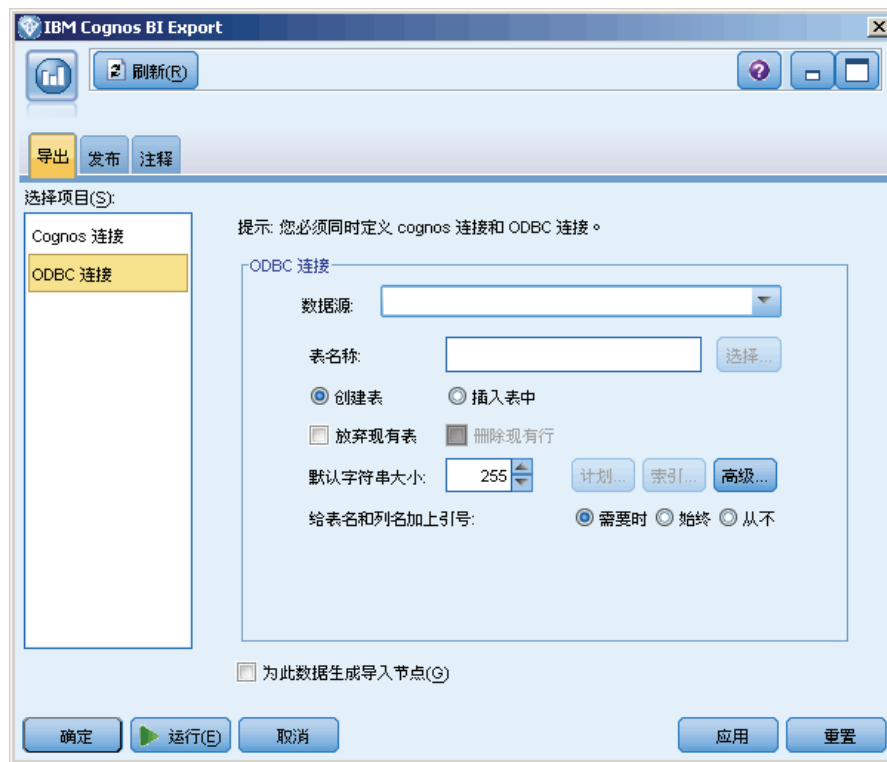 IBM Cognos BI Export
刷新(R)
导出 发布 注释
选择项目(S):
Cognos 连接
ODBC 连接
提示: 您必须同时定义 cognos 连接和 ODBC 连接。
ODBC 连接
数据源:
表名称: 选择...
创建表 插入表中
放弃现有表 删除现有行
默认字符串大小: 255 计划... 索引... 高级...
给表名和列名加上引号: 需要时 始终 从不
为此数据生成导入节点(G)
确定 运行(E) 取消 应用 重置